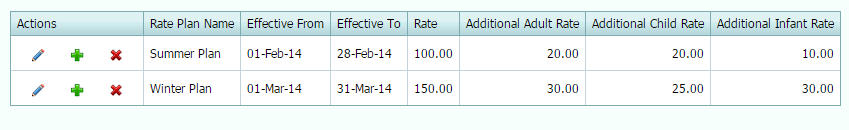 Actions Rate Plan Name Effective From Effective To Rate Additional Adult Rate Additional Child Rate Additional Infant Rate
Summer Plan 01-Feb-14 28-Feb-14 100.00 20.00 20.00 10.00
Winter Plan 01-Mar-14 31-Mar-14 150.00 30.00 25.00 30.00